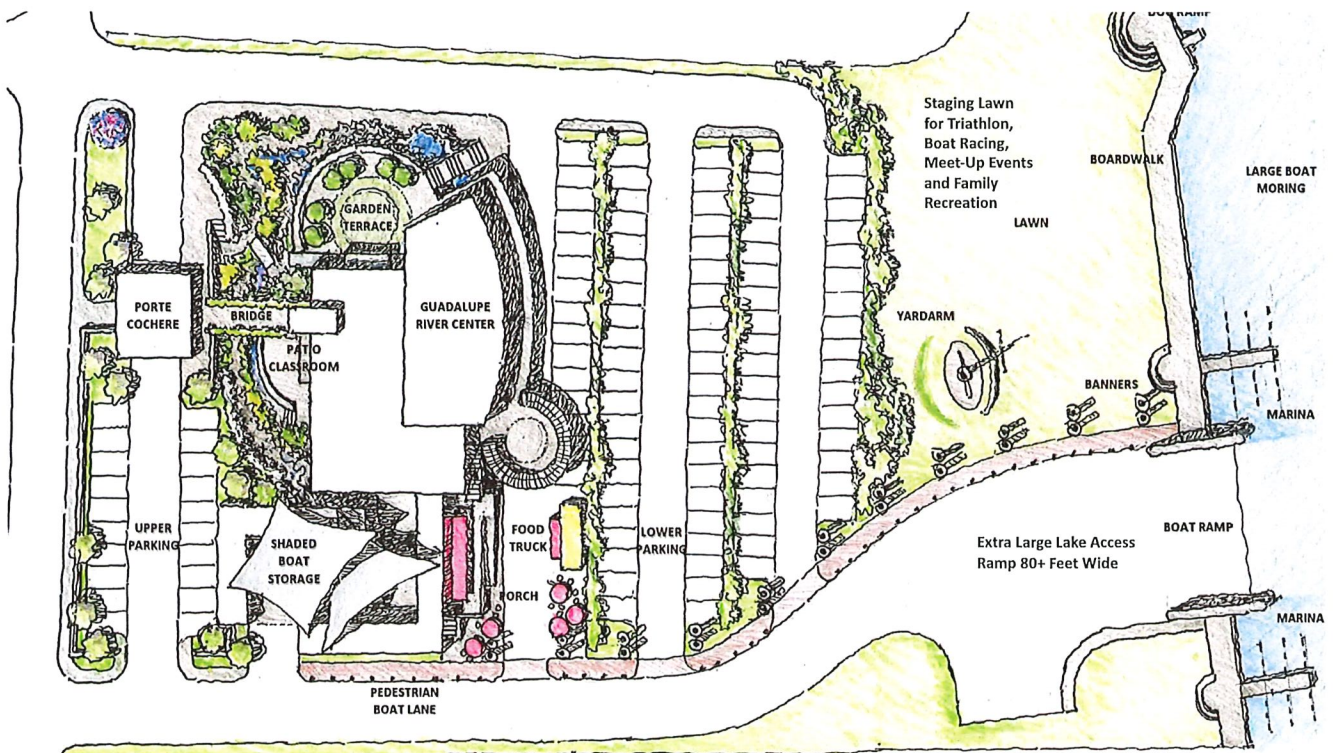 BOG RAMP
Staging Lawn
for Triathlon,
Boat Racing,
Meet-Up Events
and Family
Recreation
LAWN
BOARDWALK
LARGE BOAT
MORING
GARDEN
TERRACE
PORTE
COCHERE
BRIDGE
GUADALUPE
RIVER CENTER
PATIO
CLASSROOM
YARDARM
BANNERS
MARINA
UPPER
PARKING
SHADED
BOAT
STORAGE
FOOD
TRUCK
LOWER
PARKING
BOAT RAMP
Extra Large Lake Access
Ramp 80+ Feet Wide
PORCH
MARINA
PEDESTRIAN
BOAT LANE